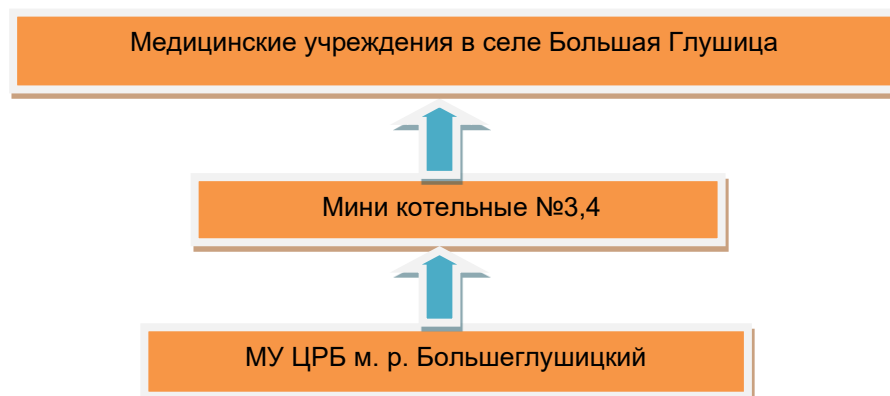 Медицинские учреждения в селе Большая Глушица
Мини котельные №3,4
МУ ЦРБ м. р. Большеглушицкий